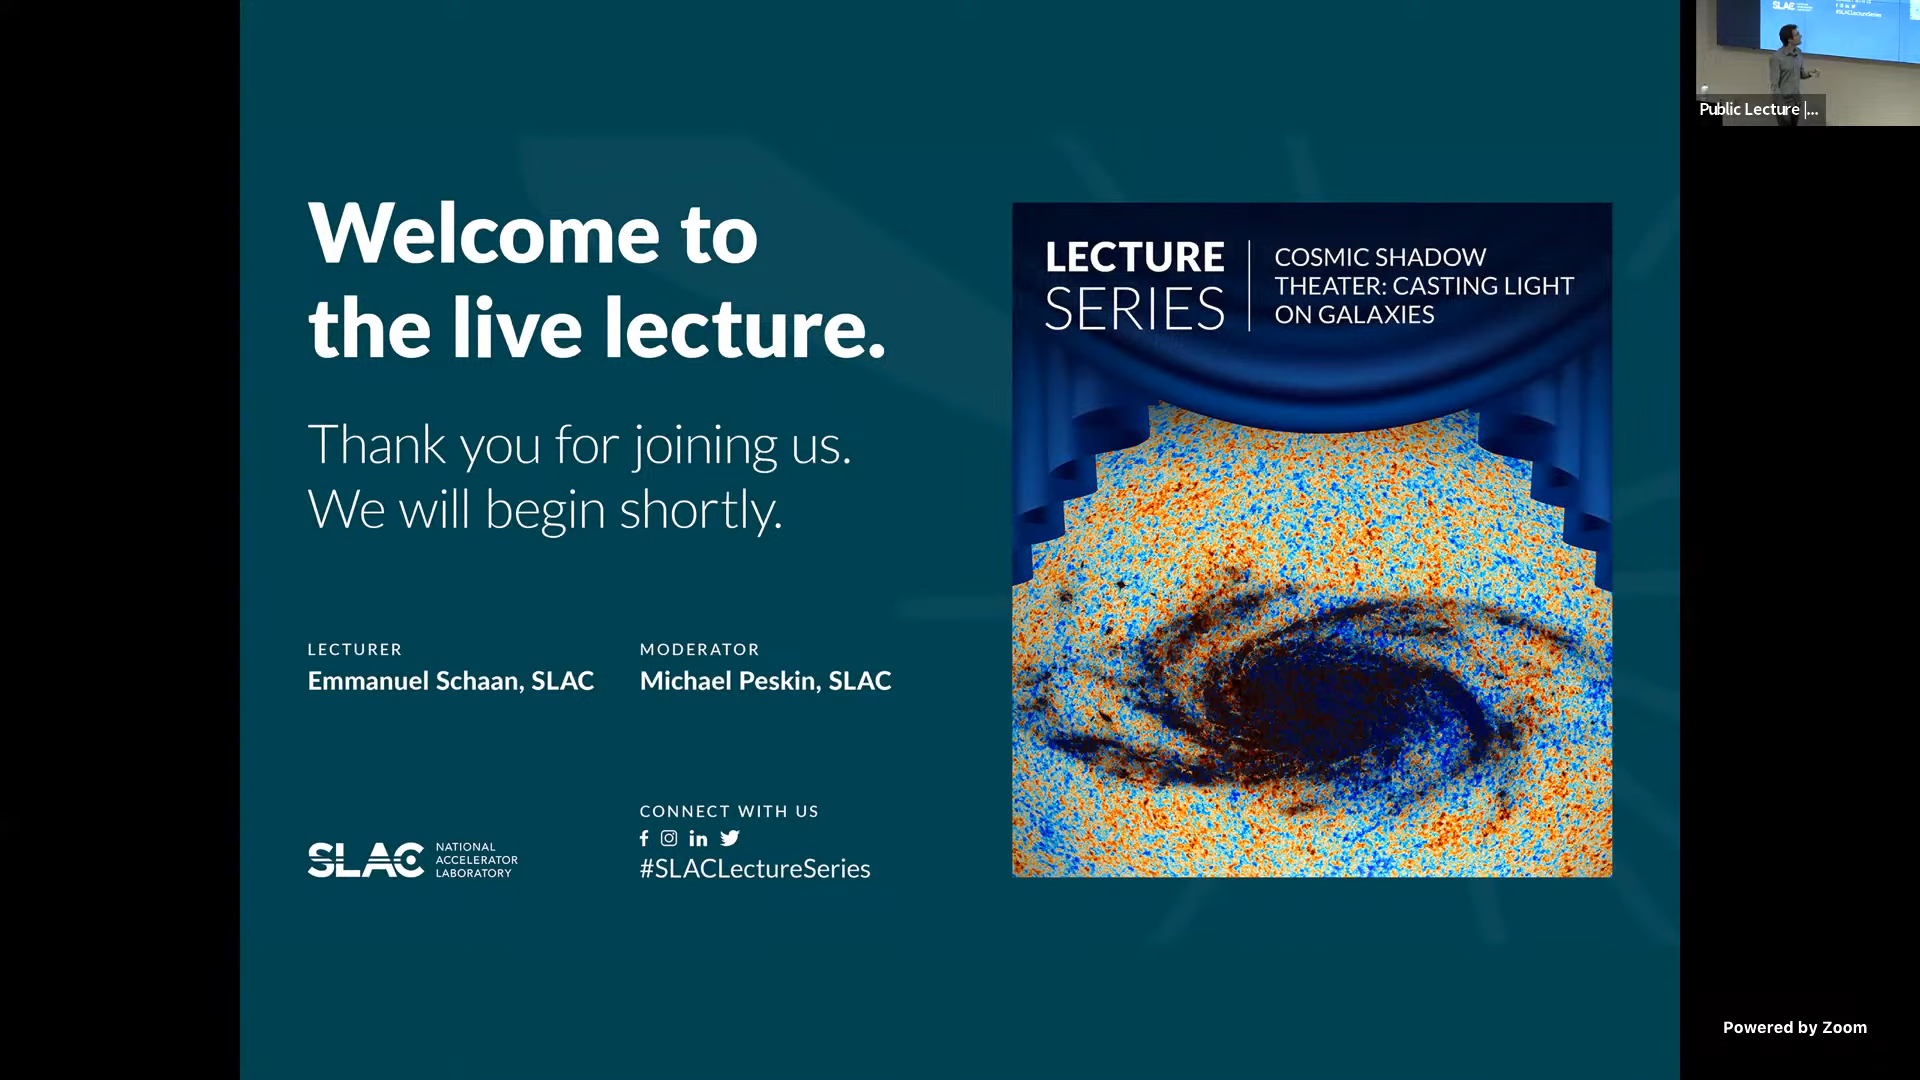 Welcome to
the live lecture.
Thank you for joining us.
We will begin shortly.
LECTURER
Emmanuel Schaan, SLAC
MODERATOR
Michael Peskin, SLAC
SLAC
NATIONAL
ACCELERATOR
LABORATORY
CONNECT WITH US
#SLACLectureSeries
LECTURE
SERIES
COSMIC SHADOW
THEATER: CASTING LIGHT
ON GALAXIES
SLAC
#SLACLectureSeries
Public Lecture |...
Powered by Zoom